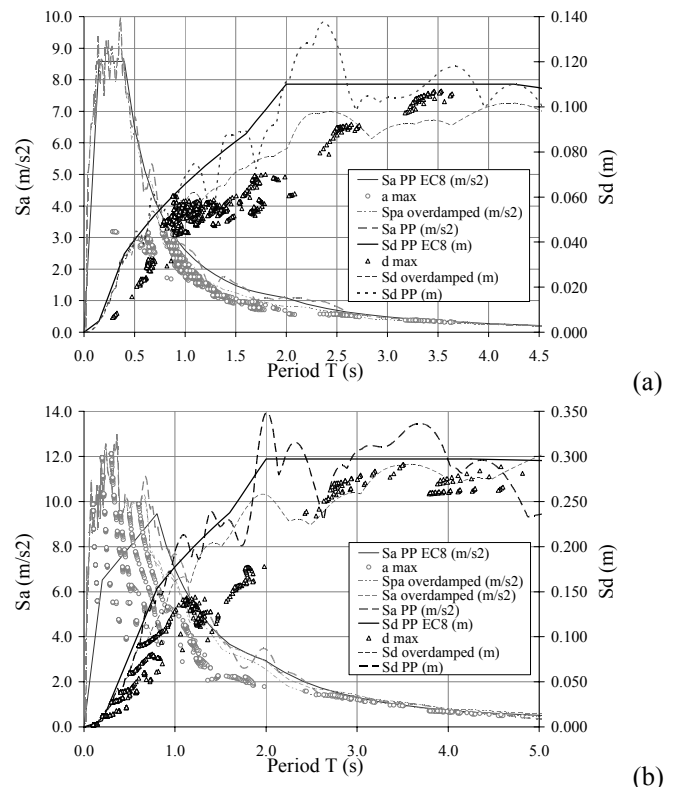 10.0
9.0
8.0
7.0
6.0
5.0
4.0
3.0
2.0
1.0
0.0
Sa (m/s2)
0.140
0.120
0.100
0.080
0.060
0.040
0.020
0.000
Sd (m)
Sa PP EC8 (m/s2)
a max
Spa overdamped (m/s2)
Sa PP (m/s2)
Sd PP EC8 (m)
d max
Sd overdamped (m)
Sd PP (m)
0.0 0.5 1.0 1.5 2.0 2.5 3.0 3.5 4.0 4.5
Period T (s)
(a)
14.0
12.0
10.0
8.0
6.0
4.0
2.0
0.0
Sa (m/s2)
0.350
0.300
0.250
0.200
0.150
0.100
0.050
0.000
Sd (m)
Sa PP EC8 (m/s2)
a max
Spa overdamped (m/s2)
Sa overdamped (m/s2)
Sa PP (m/s2)
Sd PP EC8 (m)
d max
Sd overdamped (m)
Sd PP (m)
0.0 1.0 2.0 3.0 4.0 5.0
Period T (s)
(b)